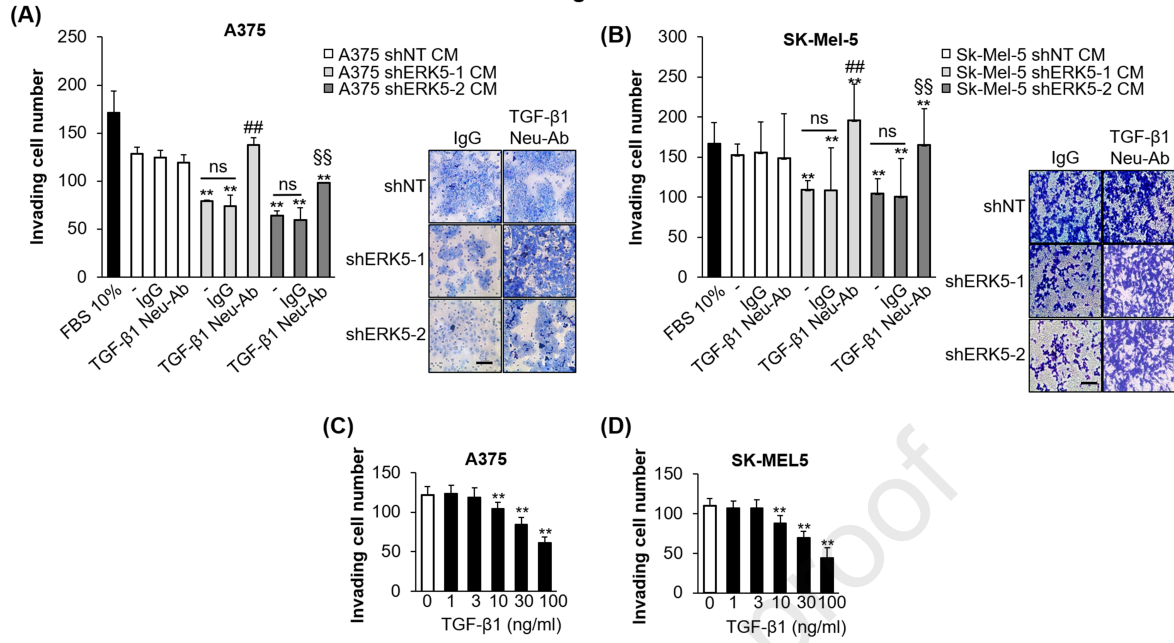 (A)
A375
250
200
150
100
50
0
Invading cell number
A375 shNT CM
A375 shERK5-1 CM
A375 shERK5-2 CM
**
ns
**
##
**
ns
**
§§
**
FBS 10%
-
IgG
TGF-β1 Neu-Ab
-
IgG
TGF-β1 Neu-Ab
-
IgG
TGF-β1 Neu-Ab
IgG
TGF-β1
Neu-Ab
shNT
shERK5-1
shERK5-2
(B)
SK-Mel-5
300
250
200
150
100
50
0
Invading cell number
Sk-Mel-5 shNT CM
Sk-Mel-5 shERK5-1 CM
Sk-Mel-5 shERK5-2 CM
**
ns
**
##
**
**
ns
**
§§
**
FBS 10%
-
IgG
TGF-β1 Neu-Ab
-
IgG
TGF-β1 Neu-Ab
-
IgG
TGF-β1 Neu-Ab
IgG
TGF-β1
Neu-Ab
shNT
shERK5-1
shERK5-2
(C)
A375
150
100
50
0
Invading cell number
**
**
**
0 1 3 10 30 100
TGF-β1 (ng/ml)
(D)
SK-MEL5
150
100
50
0
Invading cell number
**
**
**
0 1 3 10 30 100
TGF-β1 (ng/ml)